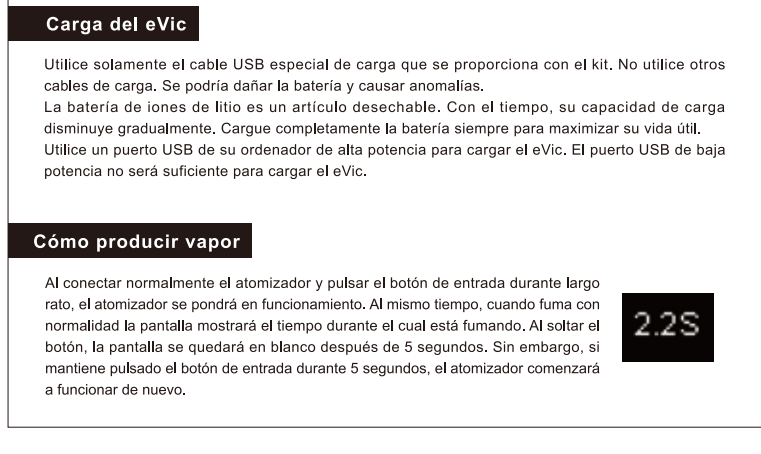 Carga del eVic
Utilice solamente el cable USB especial de carga que se proporciona con el kit. No utilice otros
cables de carga. Se podría dañar la batería y causar anomalías.
La batería de iones de litio es un artículo desechable. Con el tiempo, su capacidad de carga
disminuye gradualmente. Cargue completamente la batería siempre para maximizar su vida útil.
Utilice un puerto USB de su ordenador de alta potencia para cargar el eVic. El puerto USB de baja
potencia no será suficiente para cargar el eVic.
Cómo producir vapor
Al conectar normalmente el atomizador y pulsar el botón de entrada durante largo
rato, el atomizador se pondrá en funcionamiento. Al mismo tiempo, cuando fuma con
normalidad la pantalla mostrará el tiempo durante el cual está fumando. Al soltar el
botón, la pantalla se quedará en blanco después de 5 segundos. Sin embargo, si
mantiene pulsado el botón de entrada durante 5 segundos, el atomizador comenzará
a funcionar de nuevo.
2.2S